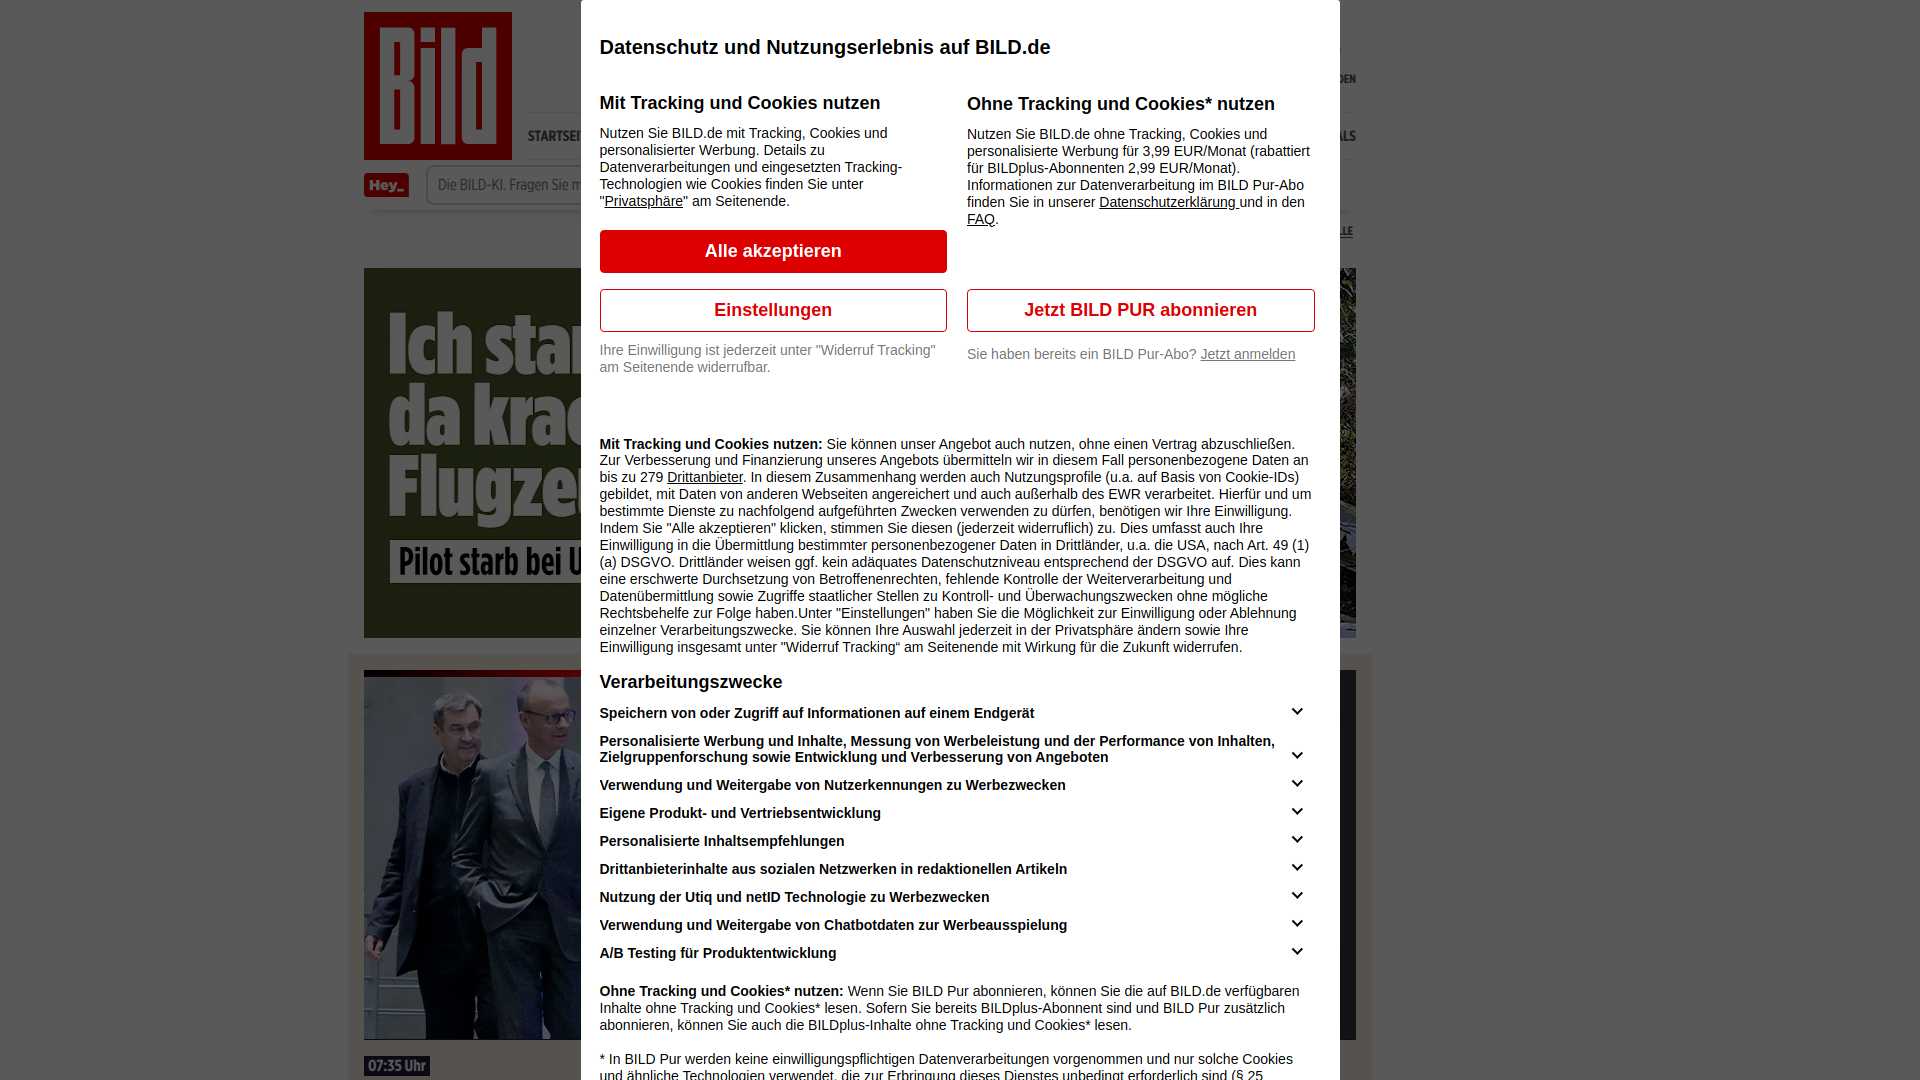 Bild
Datenschutz und Nutzungserlebnis auf BILD.de
Mit Tracking und Cookies nutzen
Nutzen Sie BILD.de mit Tracking, Cookies und
personalisierter Werbung. Details zu
Datenverarbeitungen und eingesetzten Tracking-
Technologien wie Cookies finden Sie unter
"Privatsphäre" am Seitenende.
Alle akzeptieren
Einstellungen
Ihre Einwilligung ist jederzeit unter "Widerruf Tracking"
am Seitenende widerrufbar.
Ohne Tracking und Cookies* nutzen
Nutzen Sie BILD.de ohne Tracking, Cookies und
personalisierte Werbung für 3,99 EUR/Monat (rabattiert
für BILDplus-Abonnenten 2,99 EUR/Monat).
Informationen zur Datenverarbeitung im BILD Pur-Abo
finden Sie in unserer Datenschutzerklärung und in den
FAQ.
Jetzt BILD PUR abonnieren
Sie haben bereits ein BILD Pur-Abo? Jetzt anmelden
Mit Tracking und Cookies nutzen: Sie können unser Angebot auch nutzen, ohne einen Vertrag abzuschließen.
Zur Verbesserung und Finanzierung unseres Angebots übermitteln wir in diesem Fall personenbezogene Daten an
bis zu 279 Drittanbieter. In diesem Zusammenhang werden auch Nutzungsprofile (u.a. auf Basis von Cookie-IDs)
gebildet, mit Daten von anderen Webseiten angereichert und auch außerhalb des EWR verarbeitet. Hierfür und um
bestimmte Dienste zu nachfolgend aufgeführten Zwecken verwenden zu dürfen, benötigen wir Ihre Einwilligung.
Indem Sie "Alle akzeptieren" klicken, stimmen Sie diesen (jederzeit widerruflich) zu. Dies umfasst auch Ihre
Einwilligung in die Übermittlung bestimmter personenbezogener Daten in Drittländer, u.a. die USA, nach Art. 49 (1)
(a) DSGVO. Drittländer weisen ggf. kein adäquates Datenschutzniveau entsprechend der DSGVO auf. Dies kann
eine erschwerte Durchsetzung von Betroffenenrechten, fehlende Kontrolle der Weiterverarbeitung und
Datenübermittlung sowie Zugriffe staatlicher Stellen zu Kontroll- und Überwachungszwecken ohne mögliche
Rechtsbehelfe zur Folge haben.Unter "Einstellungen" haben Sie die Möglichkeit zur Einwilligung oder Ablehnung
einzelner Verarbeitungszwecke. Sie können Ihre Auswahl jederzeit in der Privatsphäre ändern sowie Ihre
Einwilligung insgesamt unter "Widerruf Tracking“ am Seitenende mit Wirkung für die Zukunft widerrufen.
Verarbeitungszwecke
Speichern von oder Zugriff auf Informationen auf einem Endgerät
Personalisierte Werbung und Inhalte, Messung von Werbeleistung und der Performance von Inhalten,
Zielgruppenforschung sowie Entwicklung und Verbesserung von Angeboten
Verwendung und Weitergabe von Nutzerkennungen zu Werbezwecken
Eigene Produkt- und Vertriebsentwicklung
Personalisierte Inhaltsempfehlungen
Drittanbieterinhalte aus sozialen Netzwerken in redaktionellen Artikeln
Nutzung der Utiq und netID Technologie zu Werbezwecken
Verwendung und Weitergabe von Chatbotdaten zur Werbeausspielung
A/B Testing für Produktentwicklung
Ohne Tracking und Cookies* nutzen: Wenn Sie BILD Pur abonnieren, können Sie die auf BILD.de verfügbaren
Inhalte ohne Tracking und Cookies* lesen. Sofern Sie bereits BILDplus-Abonnent sind und BILD Pur zusätzlich
abonnieren, können Sie auch die BILDplus-Inhalte ohne Tracking und Cookies* lesen.
* In BILD Pur werden keine einwilligungspflichtigen Datenverarbeitungen vorgenommen und nur solche Cookies
und ähnliche Technologien verwendet, die zur Erbringung dieses Dienstes unbedingt erforderlich sind (§ 25
DEN
STARTSEI
ALS
Hey_
Die BILD-KI. Fragen Sie m
LLE
Ich star
da krac
Flugze
Pilot starb bei U
07:35 Uhr